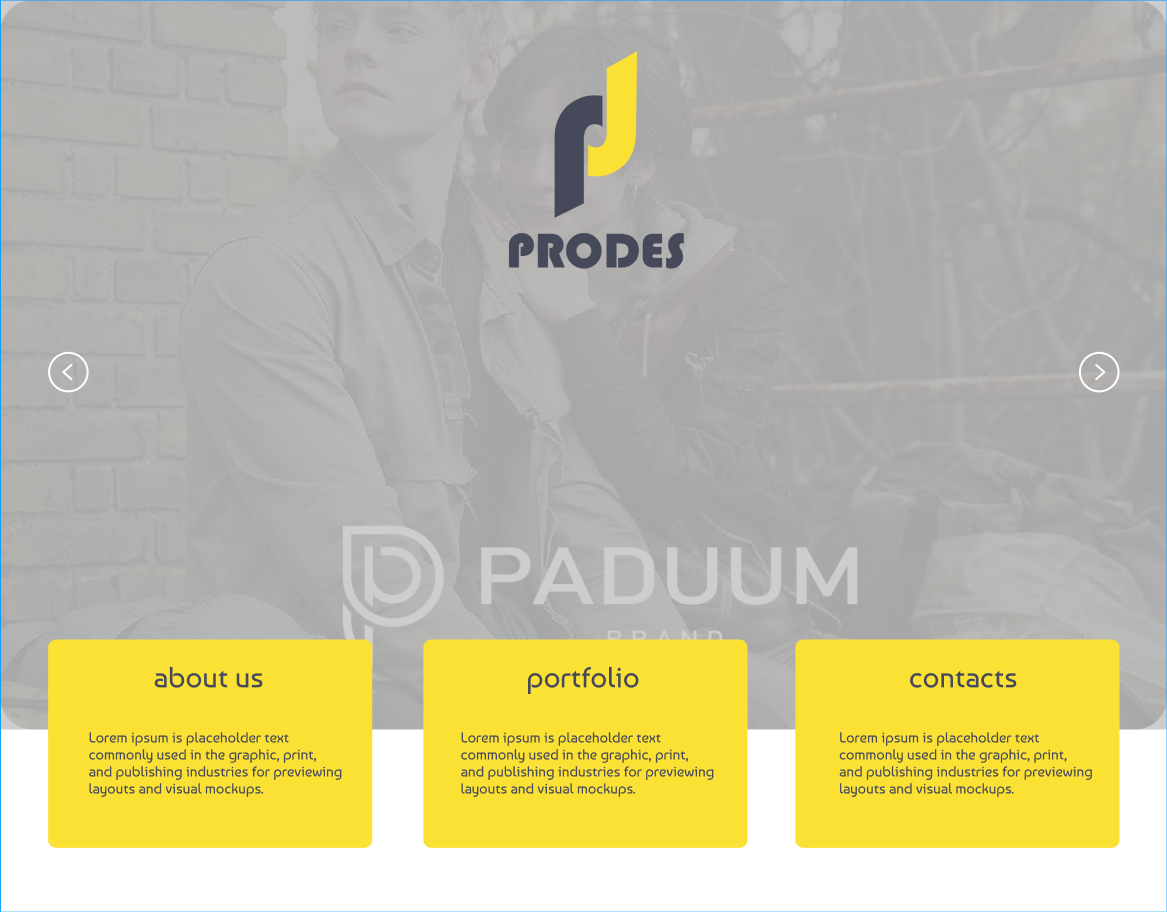 PRODES
PADUUM
BRAND
about us
Lorem ipsum is placeholder text
commonly used in the graphic, print,
and publishing industries for previewing
layouts and visual mockups.
portfolio
Lorem ipsum is placeholder text
commonly used in the graphic, print,
and publishing industries for previewing
layouts and visual mockups.
contacts
Lorem ipsum is placeholder text
commonly used in the graphic, print,
and publishing industries for previewing
layouts and visual mockups.